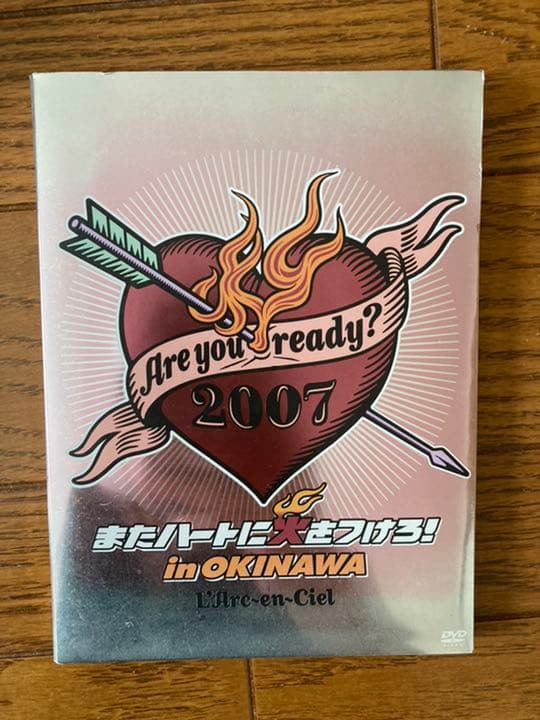 Are you ready?
2007
またハートに火をつけろ!
in OKINAWA
L'Arc~en~Ciel
DVD